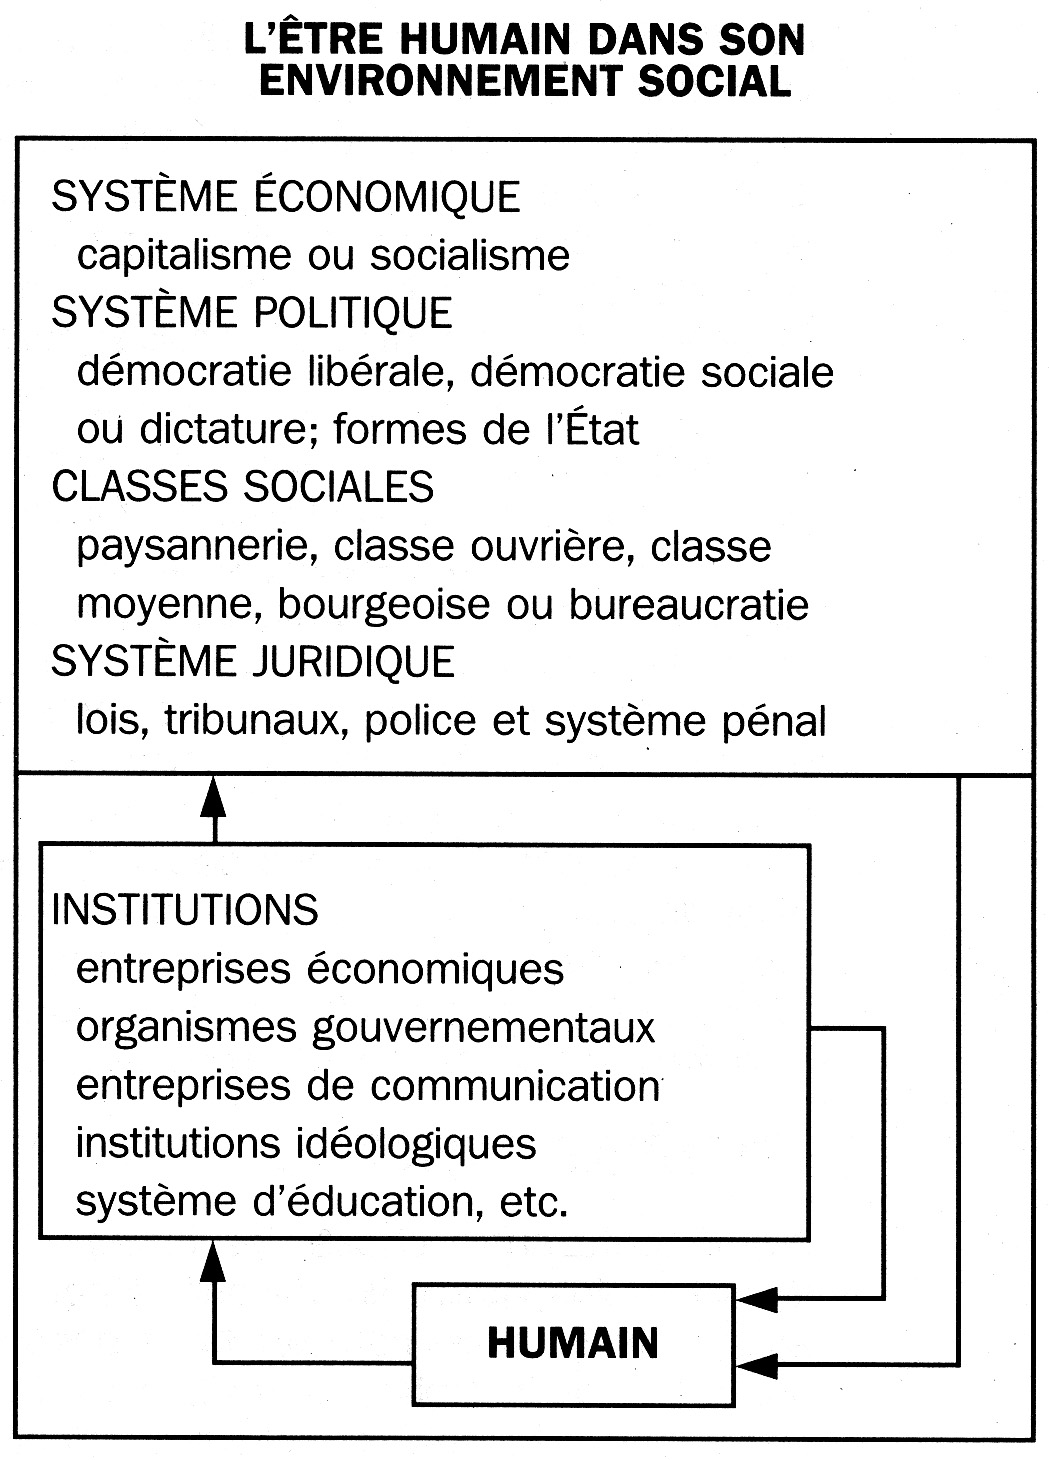 L'ÊTRE HUMAIN DANS SON
ENVIRONNEMENT SOCIAL
SYSTÈME ÉCONOMIQUE
capitalisme ou socialisme
SYSTÈME POLITIQUE
démocratie libérale, démocratie sociale
ou dictature; formes de l'État
CLASSES SOCIALES
paysannerie, classe ouvrière, classe
moyenne, bourgeoise ou bureaucratie
SYSTÈME JURIDIQUE
lois, tribunaux, police et système pénal
INSTITUTIONS
entreprises économiques
organismes gouvernementaux
entreprises de communication
institutions idéologiques
système d'éducation, etc.
HUMAIN